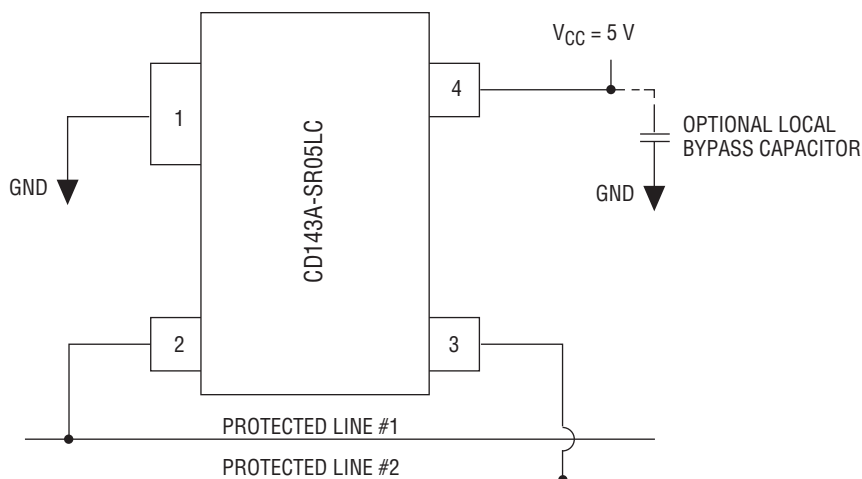 V_CC = 5 V
4
1
OPTIONAL LOCAL
BYPASS CAPACITOR
CD143A-SR05LC
GND
GND
2
3
PROTECTED LINE #1
PROTECTED LINE #2